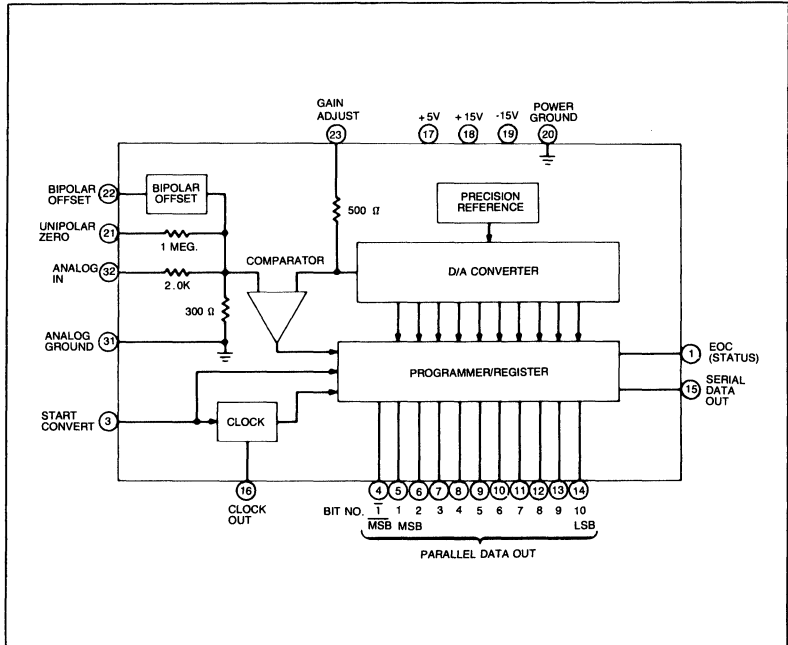 GAIN
ADJUST
23
+5V
17
+15V
18
-15V
19
POWER
GROUND
20
BIPOLAR
OFFSET
22
BIPOLAR
OFFSET
500 Ω
PRECISION
REFERENCE
UNIPOLAR
ZERO
21
1 MEG.
COMPARATOR
ANALOG
IN
32
2.0K
D/A CONVERTER
300 Ω
ANALOG
GROUND
31
PROGRAMMER/REGISTER
1
EOC
(STATUS)
15
SERIAL
DATA
OUT
START
CONVERT
3
CLOCK
16
CLOCK
OUT
4 5 6 7 8 9 10 11 12 13 14
BIT NO. 1̅ 1 2 3 4 5 6 7 8 9 10
M̅S̅B̅ MSB LSB
PARALLEL DATA OUT